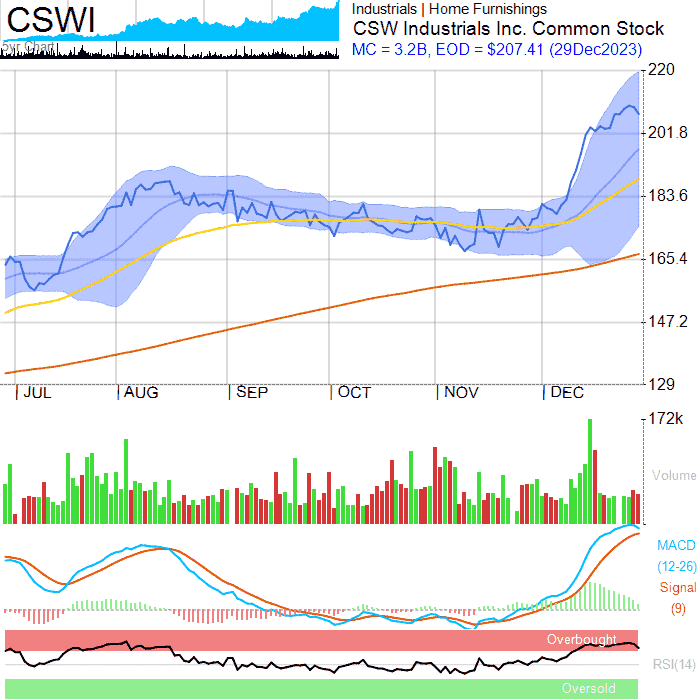 CSWI
5yr Chart
Industrials | Home Furnishings
CSW Industrials Inc. Common Stock
MC = 3.2B, EOD = $207.41 (29Dec2023)
220
201.8
183.6
165.4
147.2
129
JUL AUG SEP OCT NOV DEC
172k
Volume
MACD
(12-26)
Signal
(9)
Overbought
RSI(14)
Oversold